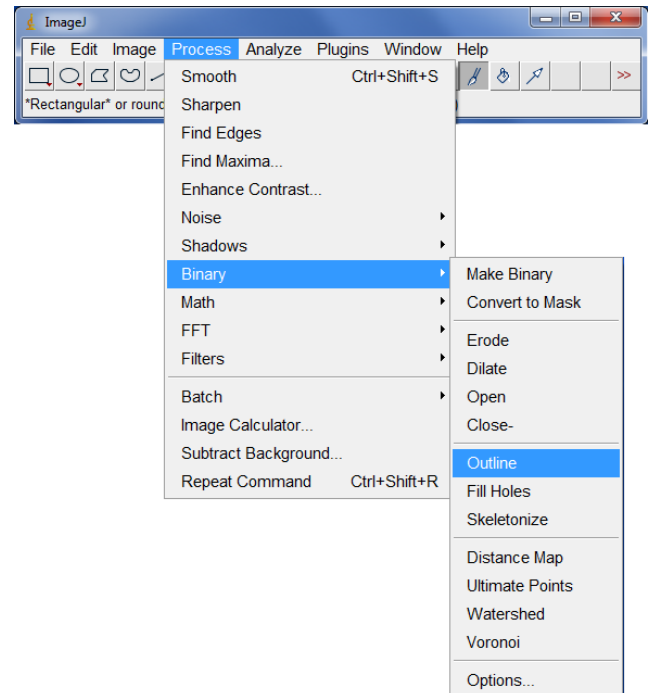 ImageJ
File Edit Image Process Analyze Plugins Window Help
>>
*Rectangular* or
Smooth Ctrl+Shift+S
Sharpen
Find Edges
Find Maxima...
Enhance Contrast...
Noise
Shadows
Binary
Math
FFT
Filters
Batch
Image Calculator...
Subtract Background...
Repeat Command Ctrl+Shift+R
Make Binary
Convert to Mask
Erode
Dilate
Open
Close-
Outline
Fill Holes
Skeletonize
Distance Map
Ultimate Points
Watershed
Voronoi
Options...